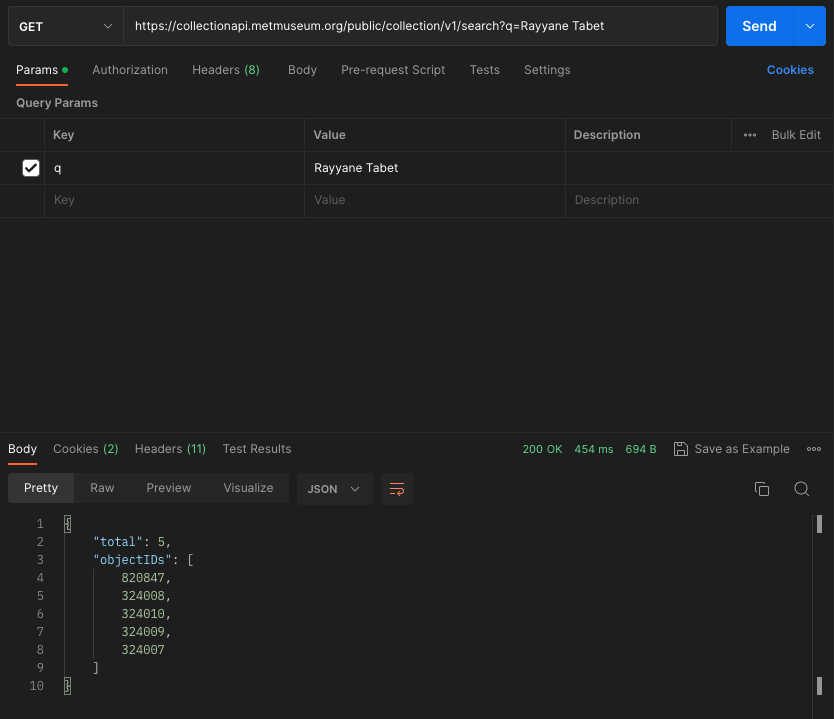 GET https://collectionapi.metmuseum.org/public/collection/v1/search?q=Rayyane Tabet Send
Params Authorization Headers (8) Body Pre-request Script Tests Settings Cookies
Query Params
Key Value Description Bulk Edit
q Rayyane Tabet
Key Value Description
Body Cookies (2) Headers (11) Test Results 200 OK 454 ms 694 B Save as Example
Pretty Raw Preview Visualize JSON
1 {
2 "total": 5,
3 "objectIDs": [
4 820847,
5 324008,
6 324010,
7 324009,
8 324007
9 ]
10 }